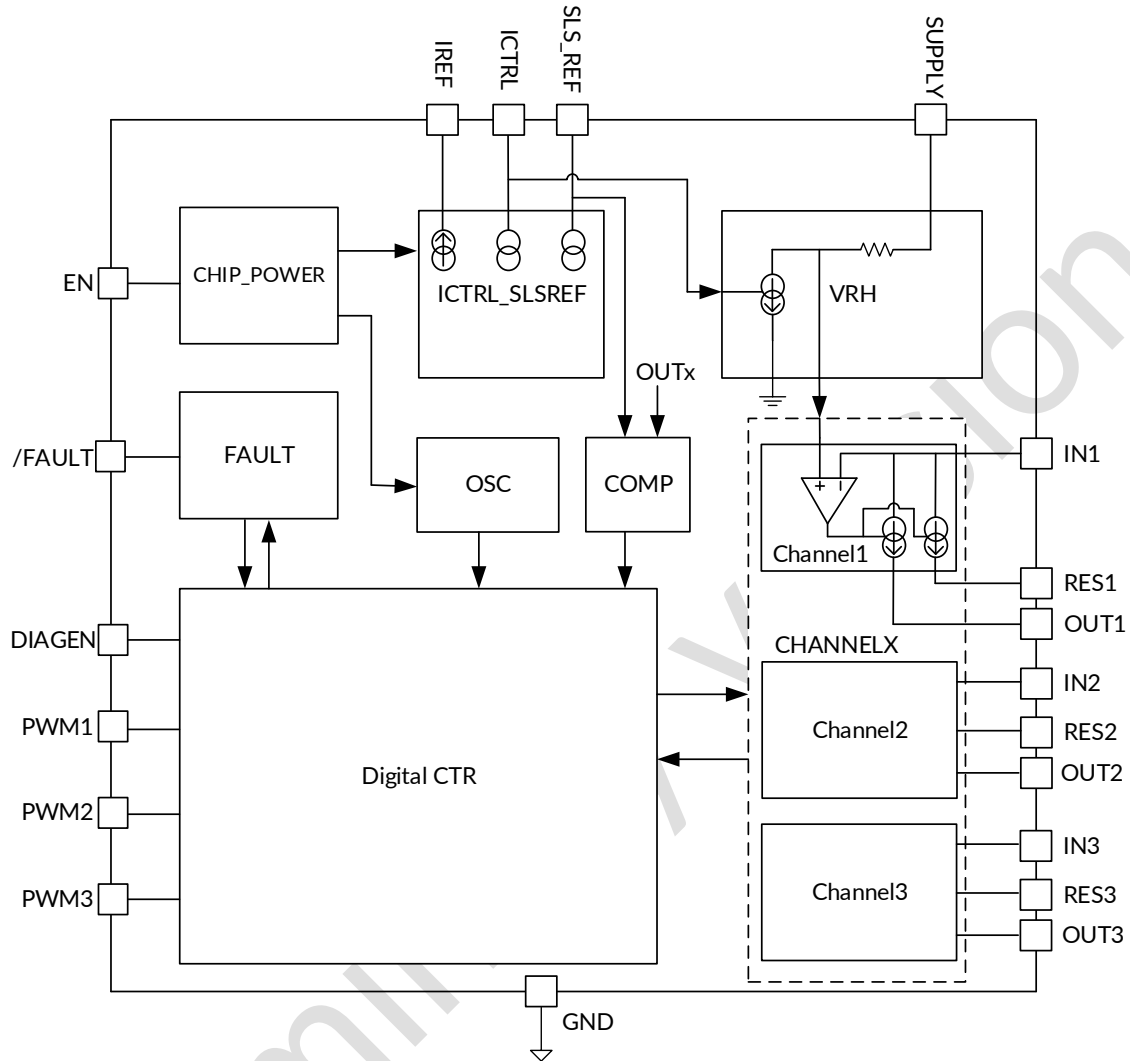 IREF
ICTRL
SLS_REF
SUPPLY
EN
CHIP_POWER
ICTRL_SLSREF
VRH
OUTx
/FAULT
FAULT
OSC
COMP
+
IN1
Channel1
RES1
OUT1
DIAGEN
CHANNELX
IN2
PWM1
Channel2
RES2
Digital CTR
OUT2
PWM2
IN3
PWM3
Channel3
RES3
OUT3
GND